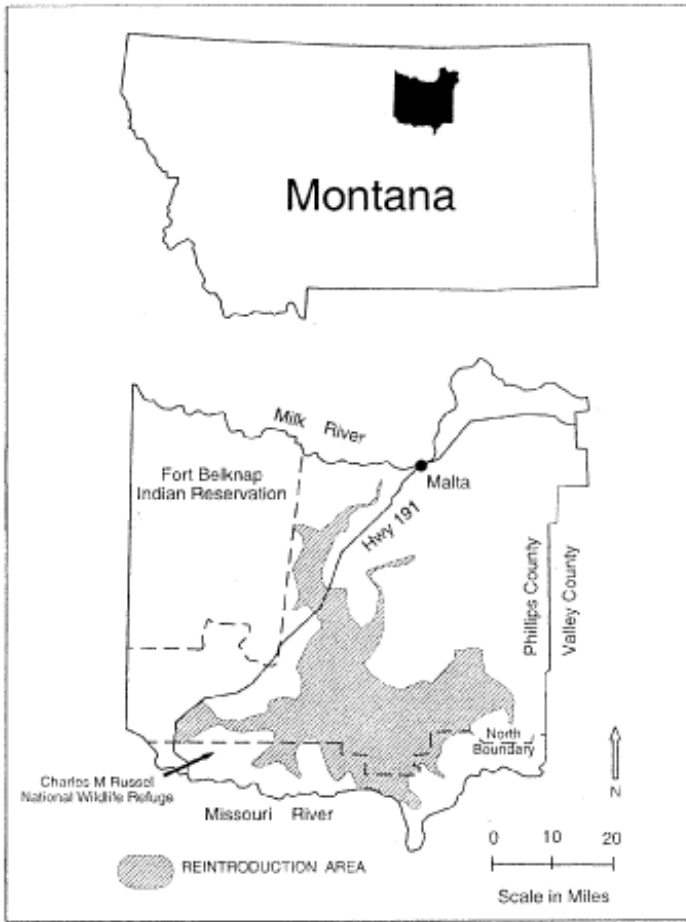 Montana
Milk River
Fort Belknap
Indian Reservation
Malta
Hwy 191
Phillips County
Valley County
North
Boundary
Charles M Russel
National Wildlife Refuge
Missouri River
N
REINTRODUCTION AREA
0 10 20
Scale in Miles